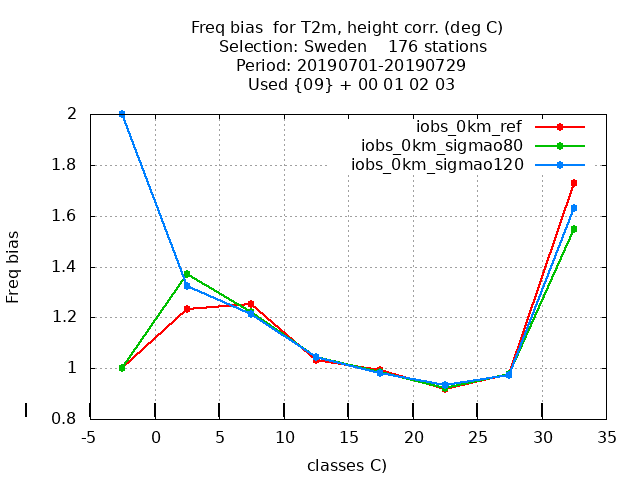 Freq bias  for T2m, height corr. (deg C)
Selection: Sweden    176 stations
Period: 20190701-20190729
Used {09} + 00 01 02 03
iobs_0km_ref
iobs_0km_sigmao80
iobs_0km_sigmao120
Freq bias
2
1.8
1.6
1.4
1.2
1
0.8
-5 0 5 10 15 20 25 30 35
classes C)